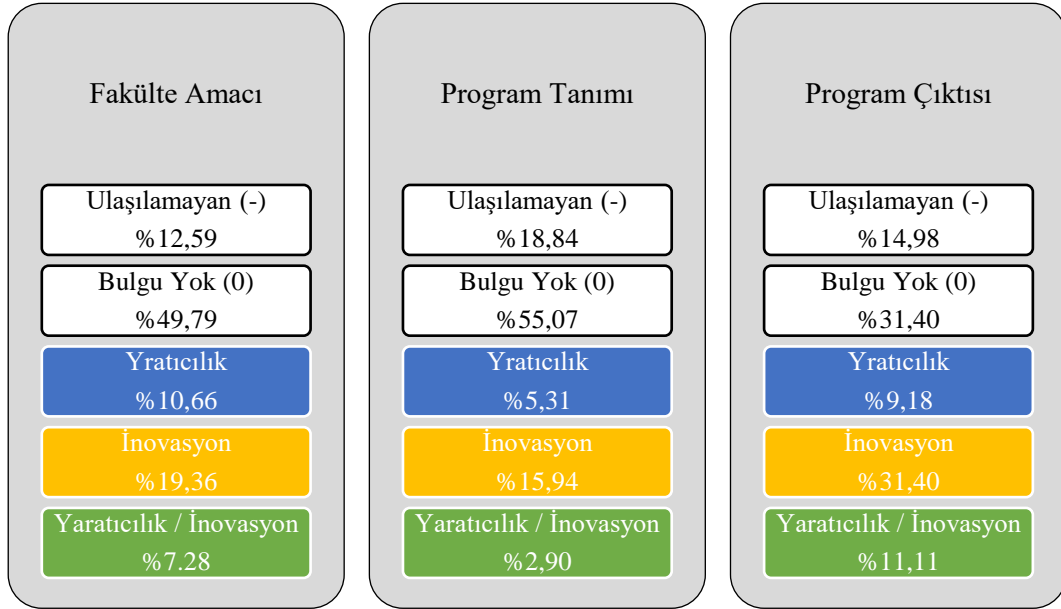 Fakülte Amacı
Ulaşılamayan (-)
%12,59
Bulgu Yok (0)
%49,79
Yratıcılık
%10,66
İnovasyon
%19,36
Yaratıcılık / İnovasyon
%7.28
Program Tanımı
Ulaşılamayan (-)
%18,84
Bulgu Yok (0)
%55,07
Yratıcılık
%5,31
İnovasyon
%15,94
Yaratıcılık / İnovasyon
%2,90
Program Çıktısı
Ulaşılamayan (-)
%14,98
Bulgu Yok (0)
%31,40
Yratıcılık
%9,18
İnovasyon
%31,40
Yaratıcılık / İnovasyon
%11,11